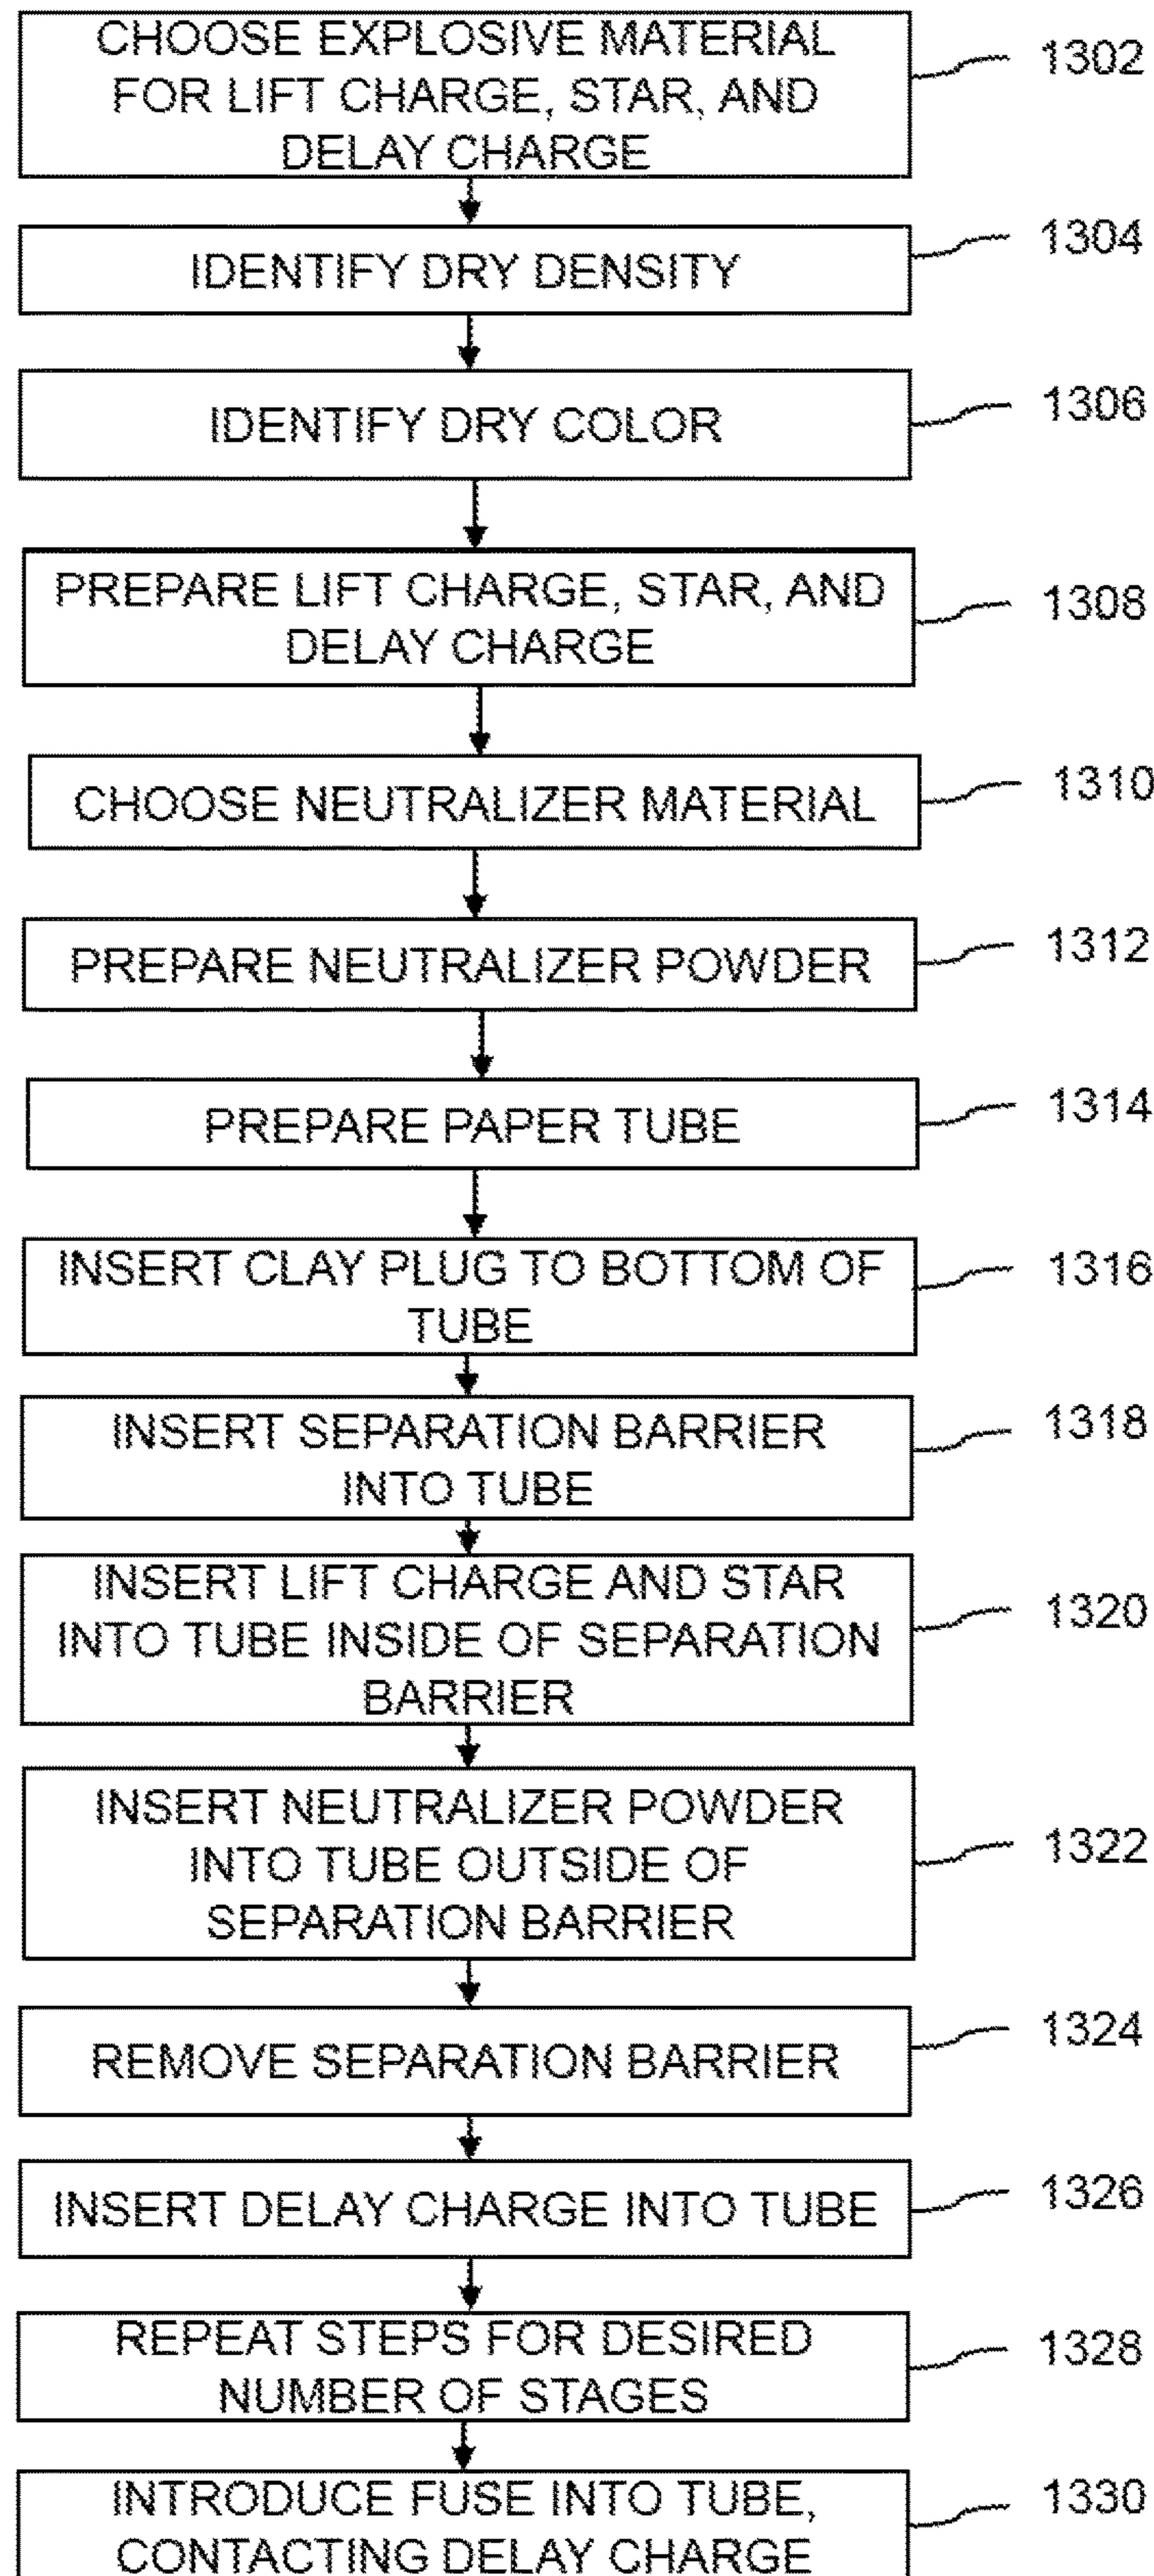 CHOOSE EXPLOSIVE MATERIAL
FOR LIFT CHARGE, STAR, AND
DELAY CHARGE
1302
IDENTIFY DRY DENSITY
1304
IDENTIFY DRY COLOR
1306
PREPARE LIFT CHARGE, STAR, AND
DELAY CHARGE
1308
CHOOSE NEUTRALIZER MATERIAL
1310
PREPARE NEUTRALIZER POWDER
1312
PREPARE PAPER TUBE
1314
INSERT CLAY PLUG TO BOTTOM OF
TUBE
1316
INSERT SEPARATION BARRIER
INTO TUBE
1318
INSERT LIFT CHARGE AND STAR
INTO TUBE INSIDE OF SEPARATION
BARRIER
1320
INSERT NEUTRALIZER POWDER
INTO TUBE OUTSIDE OF
SEPARATION BARRIER
1322
REMOVE SEPARATION BARRIER
1324
INSERT DELAY CHARGE INTO TUBE
1326
REPEAT STEPS FOR DESIRED
NUMBER OF STAGES
1328
INTRODUCE FUSE INTO TUBE,
CONTACTING DELAY CHARGE
1330